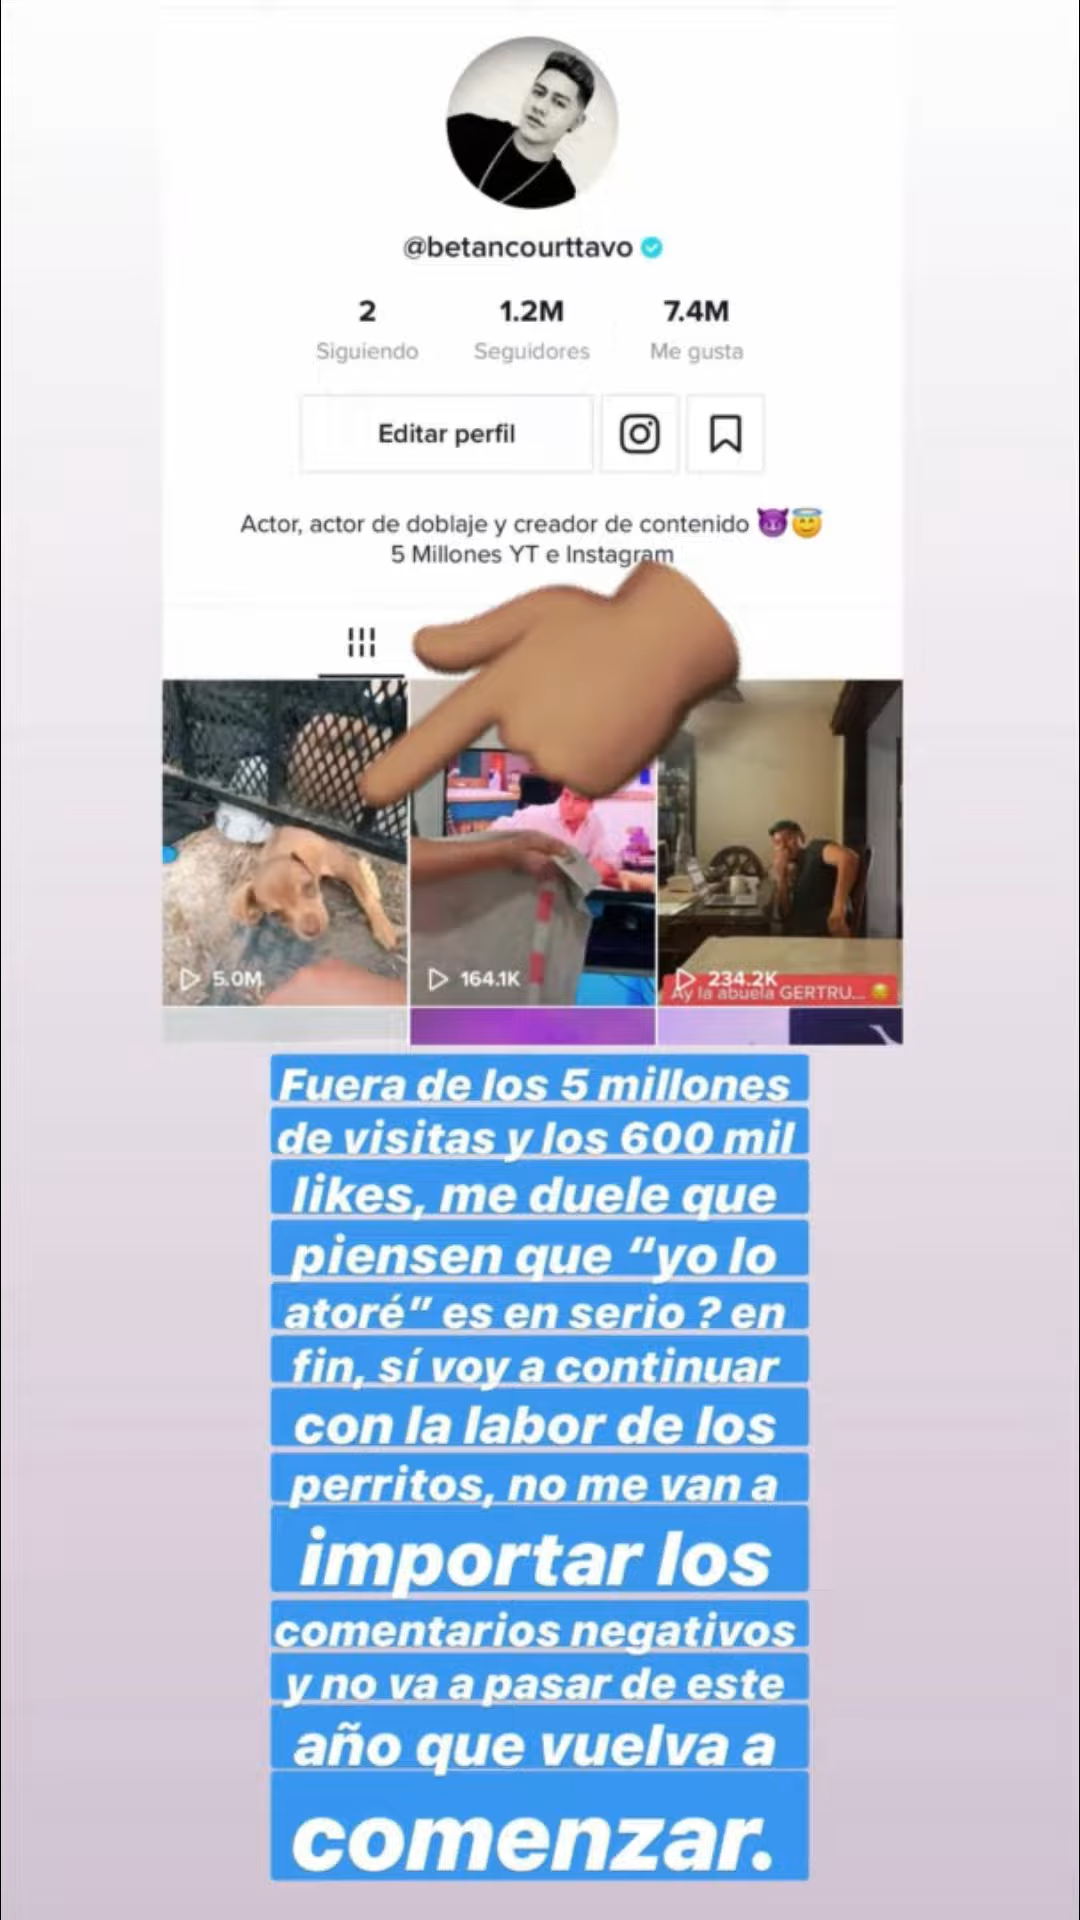 @betancourttavo
2 1.2M 7.4M
Siguiendo Seguidores Me gusta
Editar perfil
Actor, actor de doblaje y creador de contenido 😈😇
5 Millones YT e Instagram
5.0M 164.1K 234.2K
Ay la abuela GERTRU...
Fuera de los 5 millones
de visitas y los 600 mil
likes, me duele que
piensen que “yo lo
atoré” es en serio ? en
fin, sí voy a continuar
con la labor de los
perritos, no me van a
importar los
comentarios negativos
y no va a pasar de este
año que vuelva a
comenzar.